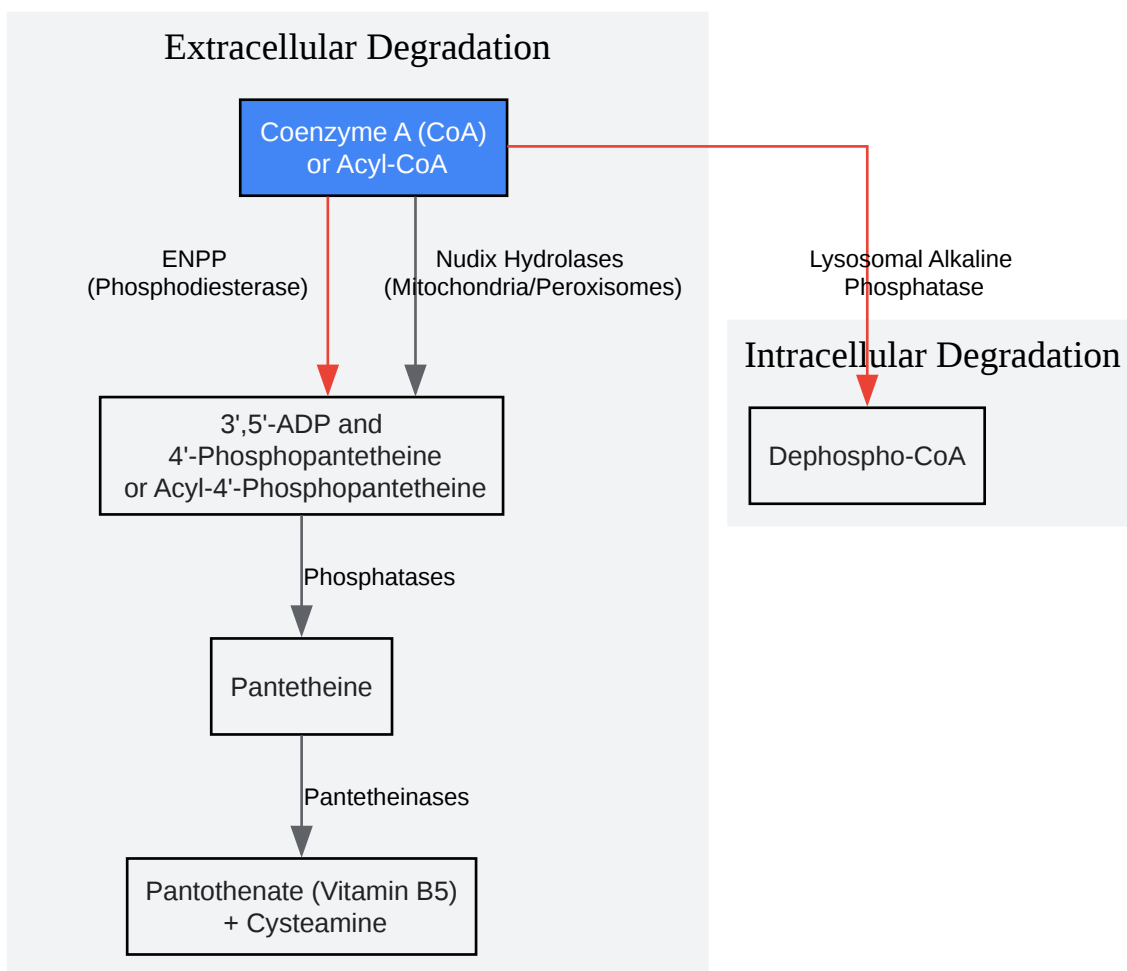 Extracellular Degradation
Coenzyme A (CoA)
or Acyl-CoA
ENPP
(Phosphodiesterase)
Nudix Hydrolases
(Mitochondria/Peroxisomes)
Lysosomal Alkaline
Phosphatase
Intracellular Degradation
3',5'-ADP and
4'-Phosphopantetheine
or Acyl-4'-Phosphopantetheine
Dephospho-CoA
Phosphatases
Pantetheine
Pantetheinases
Pantothenate (Vitamin B5)
+ Cysteamine